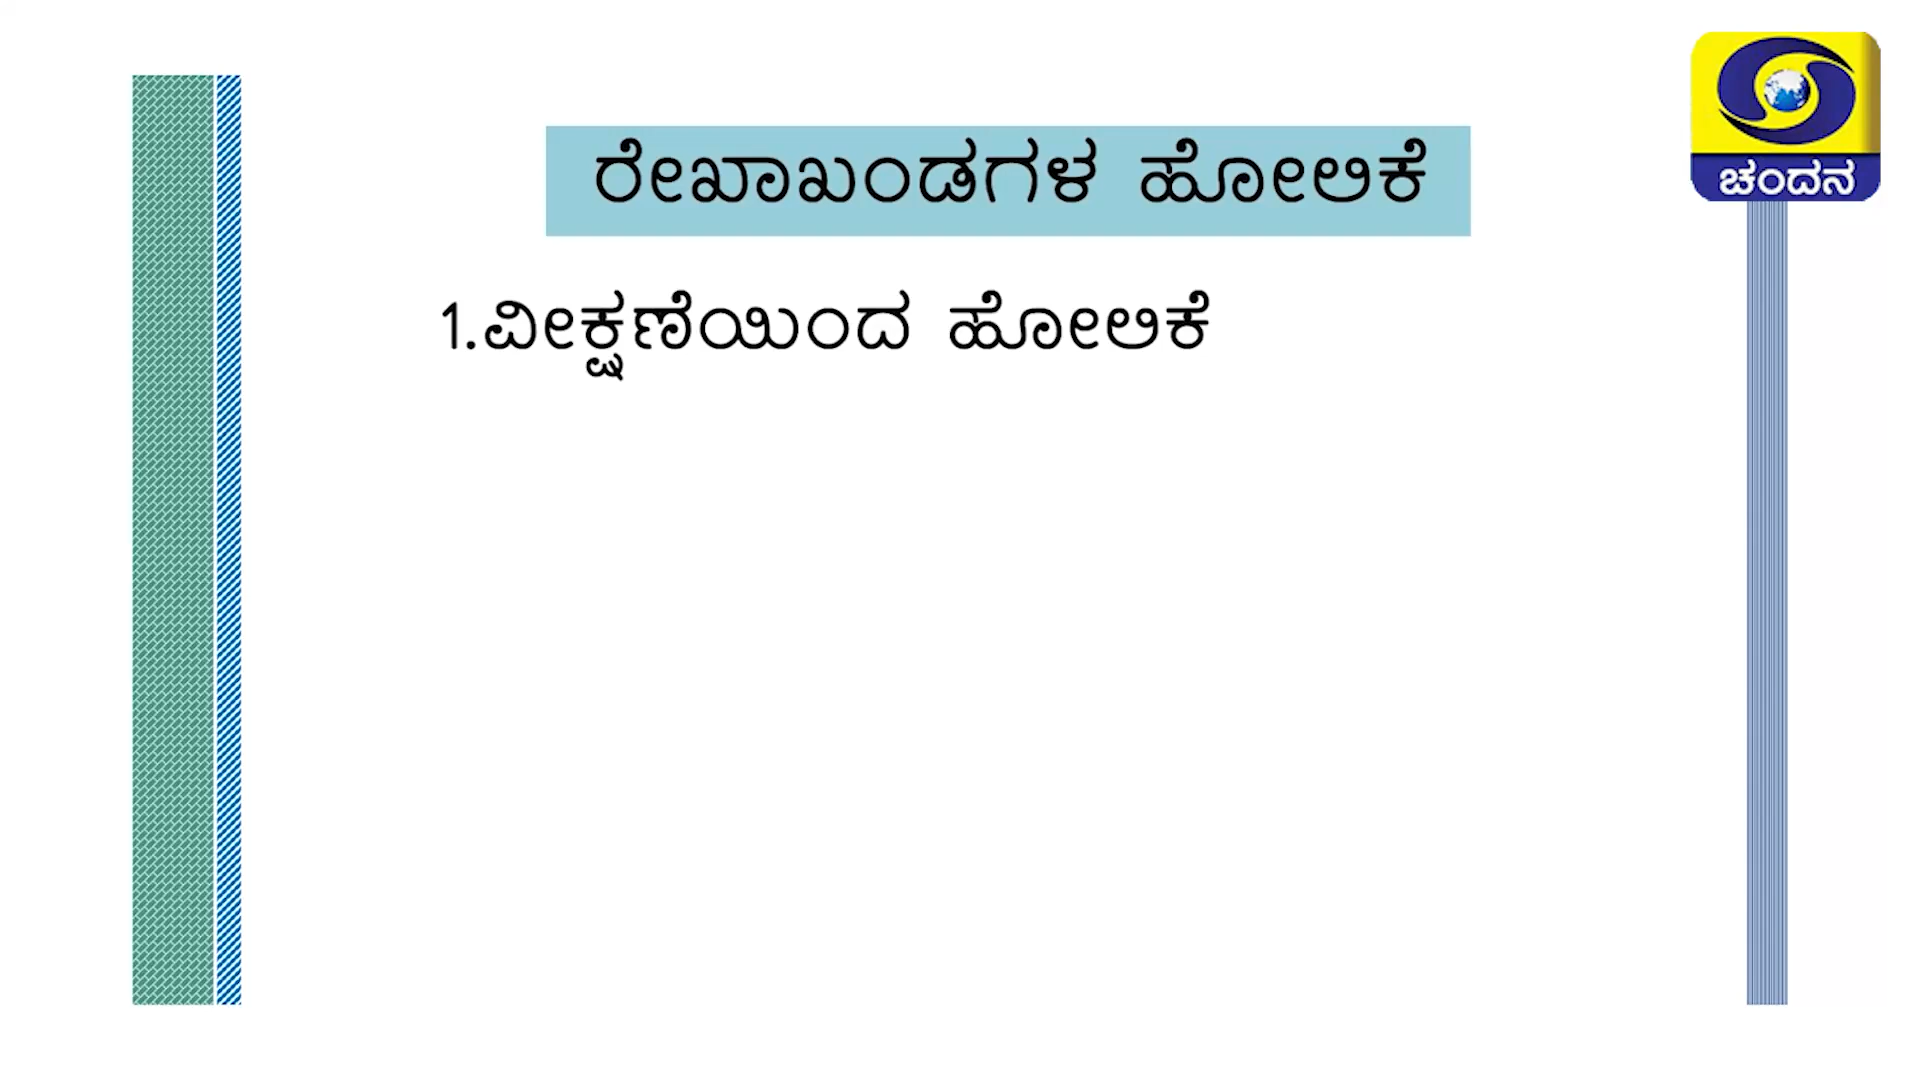 ರೇಖಾಖಂಡಗಳ ಹೋಲಿಕೆ
1.ವೀಕ್ಷಣೆಯಿಂದ ಹೋಲಿಕೆ
ಚಂದನ